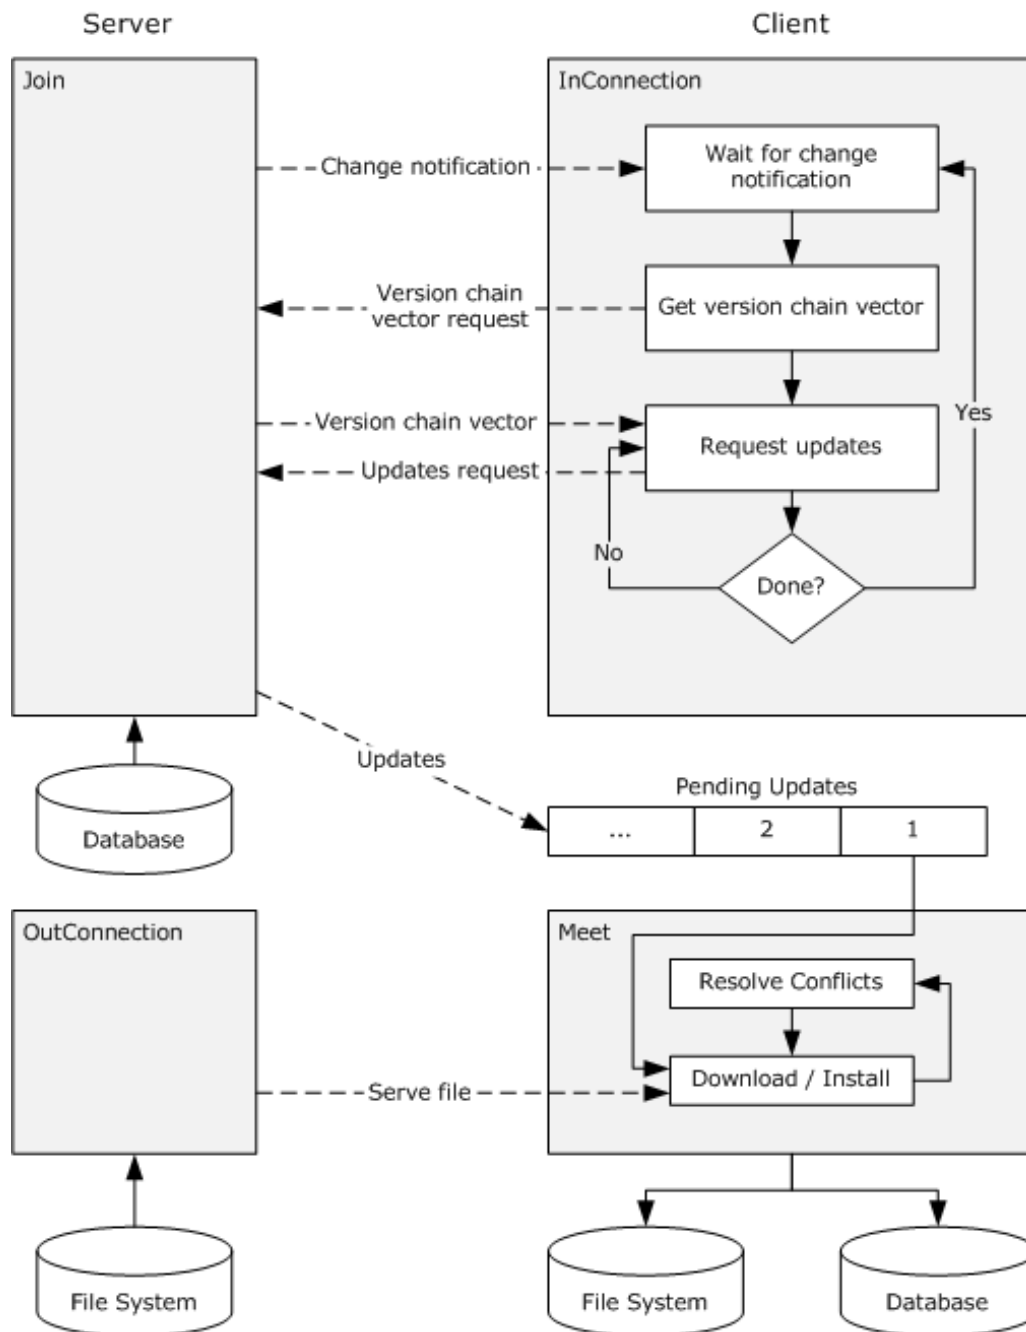 Server
Client
Join
InConnection
Wait for change
notification
Change notification
Version chain
vector request
Get version chain vector
Version chain vector
Updates request
Request updates
Yes
No
Done?
Updates
Database
Pending Updates
...
2
1
OutConnection
Meet
Resolve Conflicts
Download / Install
Serve file
File System
File System
Database